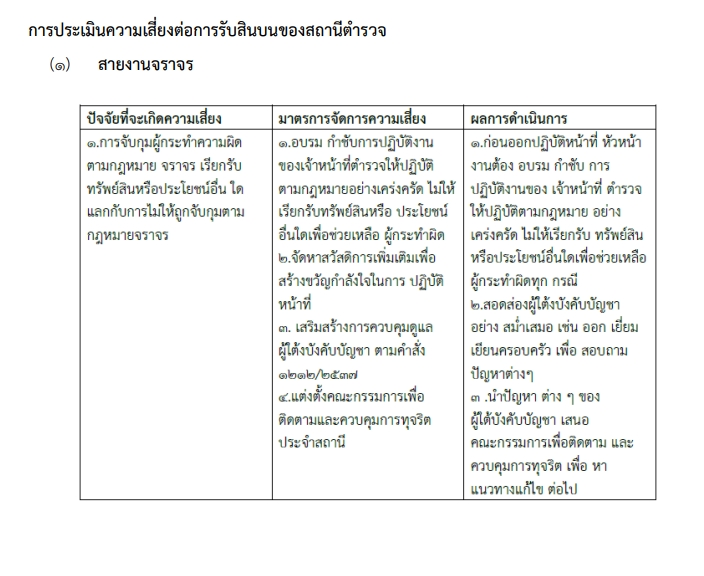 การประเมินความเสี่ยงต่อการรับสินบนของสถานีตำรวจ
(๑) สายงานจราจร
ปัจจัยที่จะเกิดความเสี่ยง
๑.การจับกุมผู้กระทำความผิด
ตามกฎหมาย จราจร เรียกรับ
ทรัพย์สินหรือประโยชน์อื่น ใด
แลกกับการไม่ให้ถูกจับกุมตาม
กฎหมายจราจร
มาตรการจัดการความเสี่ยง
๑.อบรม กำชับการปฏิบัติงาน
ของเจ้าหน้าที่ตำรวจให้ปฏิบัติ
ตามกฎหมายอย่างเคร่งครัด ไม่ให้
เรียกรับทรัพย์สินหรือ ประโยชน์
อื่นใดเพื่อช่วยเหลือ ผู้กระทำผิด
๒.จัดหาสวัสดิการเพิ่มเติมเพื่อ
สร้างขวัญกำลังใจในการ ปฏิบัติ
หน้าที่
๓. เสริมสร้างการควบคุมดูแล
ผู้ใต้งบังคับบัญชา ตามคำสั่ง
๑๒๑๒/๒๕๓๗
๔.แต่งตั้งคณะกรรมการเพื่อ
ติดตามและควบคุมการทุจริต
ประจำสถานี
ผลการดำเนินการ
๑.ก่อนออกปฏิบัติหน้าที่ หัวหน้า
งานต้อง อบรม กำชับ การ
ปฏิบัติงานของ เจ้าหน้าที่ ตำรวจ
ให้ปฏิบัติตามกฎหมาย อย่าง
เคร่งครัด ไม่ให้เรียกรับ ทรัพย์สิน
หรือประโยชน์อื่นใดเพื่อช่วยเหลือ
ผู้กระทำผิดทุก กรณี
๒.สอดส่องผู้ใต้งบังคับบัญชา
อย่าง สม่ำเสมอ เช่น ออก เยี่ยม
เยียนครอบครัว เพื่อ สอบถาม
ปัญหาต่างๆ
๓ .นำปัญหา ต่าง ๆ ของ
ผู้ใต้บังคับบัญชา เสนอ
คณะกรรมการเพื่อติดตาม และ
ควบคุมการทุจริต เพื่อ หา
แนวทางแก้ไข ต่อไป